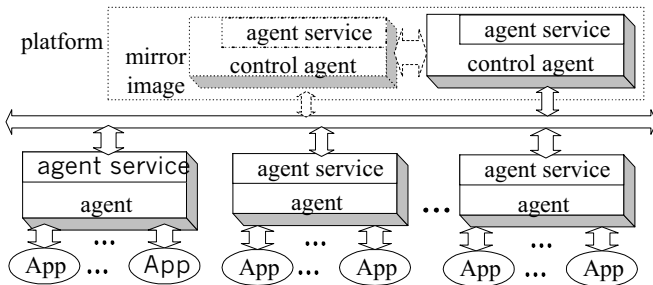 platform
mirror
image
agent service
control agent
agent service
control agent
agent service
agent
agent service
agent
...
agent service
agent
... ... ...
App ... App App ... App App ... App